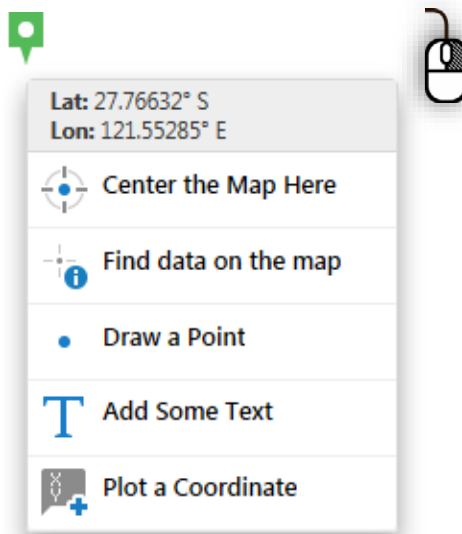 Lat: 27.76632° S
Lon: 121.55285° E
Center the Map Here
Find data on the map
Draw a Point
T Add Some Text
Plot a Coordinate